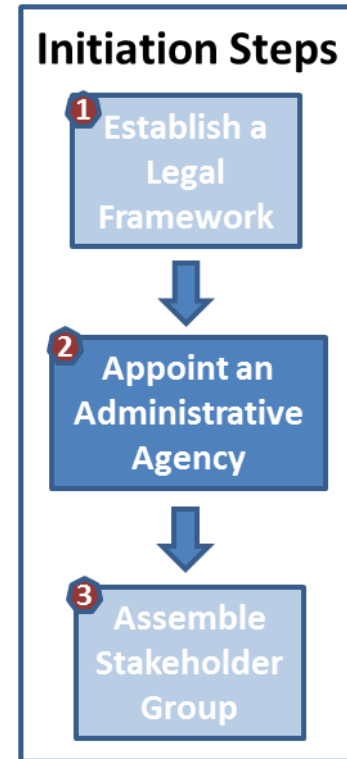 Initiation Steps
1
Establish a
Legal
Framework
2
Appoint an
Administrative
Agency
3
Assemble
Stakeholder
Group